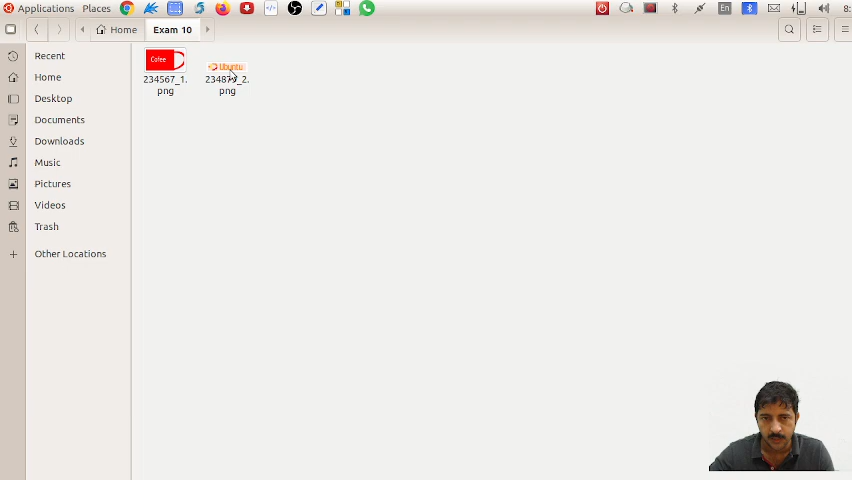 Applications Places En 8:
Home Exam 10
Recent
Home
Desktop
Documents
Downloads
Music
Pictures
Videos
Trash
Other Locations
Cofee
234567_1.
png
Ubuntu
png